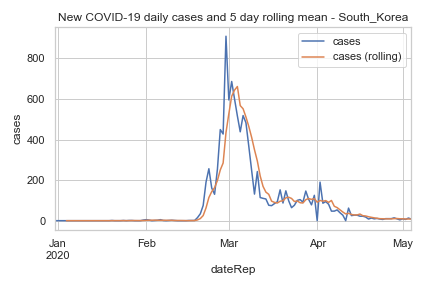 New COVID-19 daily cases and 5 day rolling mean - South_Korea
cases
cases (rolling)
800
600
400
200
0
cases
Jan
2020
Feb
Mar
Apr
May
dateRep